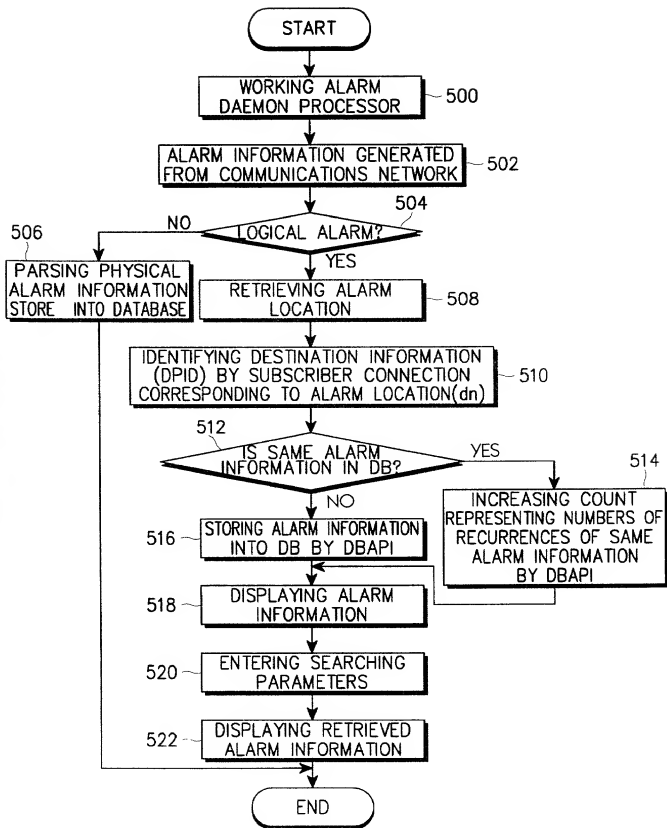 START
WORKING ALARM
DAEMON PROCESSOR
500
ALARM INFORMATION GENERATED
FROM COMMUNICATIONS NETWORK
502
504
LOGICAL ALARM?
NO
YES
506
PARSING PHYSICAL
ALARM INFORMATION
STORE INTO DATABASE
RETRIEVING ALARM
LOCATION
508
IDENTIFYING DESTINATION INFORMATION
(DPID) BY SUBSCRIBER CONNECTION
CORRESPONDING TO ALARM LOCATION(dn)
510
512
IS SAME ALARM
INFORMATION IN DB?
YES
NO
514
INCREASING COUNT
REPRESENTING NUMBERS OF
RECURRENCES OF SAME
ALARM INFORMATION
BY DBAPI
516
STORING ALARM INFORMATION
INTO DB BY DBAPI
518
DISPLAYING ALARM
INFORMATION
520
ENTERING SEARCHING
PARAMETERS
522
DISPLAYING RETRIEVED
ALARM INFORMATION
END